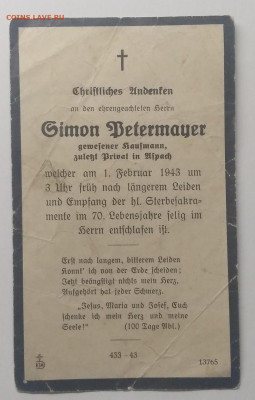 COINS.LAVE.RU
Christliches Andenken
an den ehrengeachteten Herrn
Simon Petermayer
gewesener Kaufmann,
zuletzt Privat in Aspach
welcher am 1. Februar 1943 um
3 Uhr früh nach längerem Leiden
und Empfang der hl. Sterbesakra-
mente im 70. Lebensjahre selig im
Herrn entschlafen ist.
Erst nach langem, bitterem Leiden
Konnt' ich von der Erde scheiden;
Jetzt beängstigt nichts mein Herz,
Aufgehört hat jeder Schmerz.
„Jesus, Maria und Josef, Euch
schenke ich mein Herz und meine
Seele!" (100 Tage Abl.)
433-43
13765